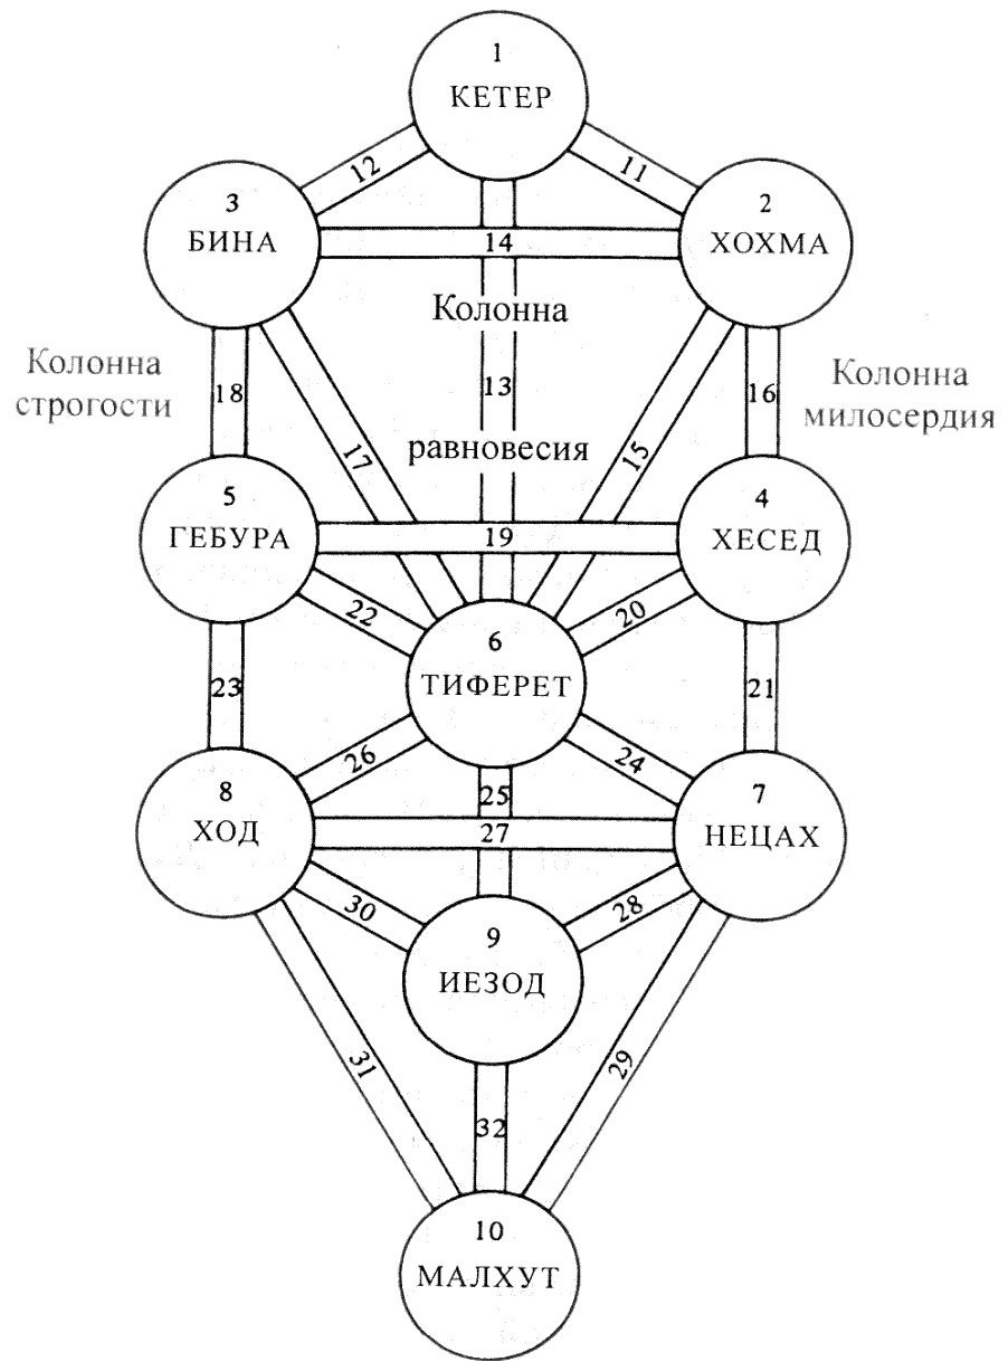 1
КЕТЕР
12
11
3
БИНА
2
ХОХМА
14
Колонна
Колонна
строгости
18
13
16
Колонна
милосердия
равновесия
17
15
5
ГЕБУРА
4
ХЕСЕД
19
22
20
6
ТИФЕРЕТ
23
21
26
24
8
ХОД
25
7
НЕЦАХ
27
30
28
9
ИЕЗОД
31
29
32
10
МАЛХУТ